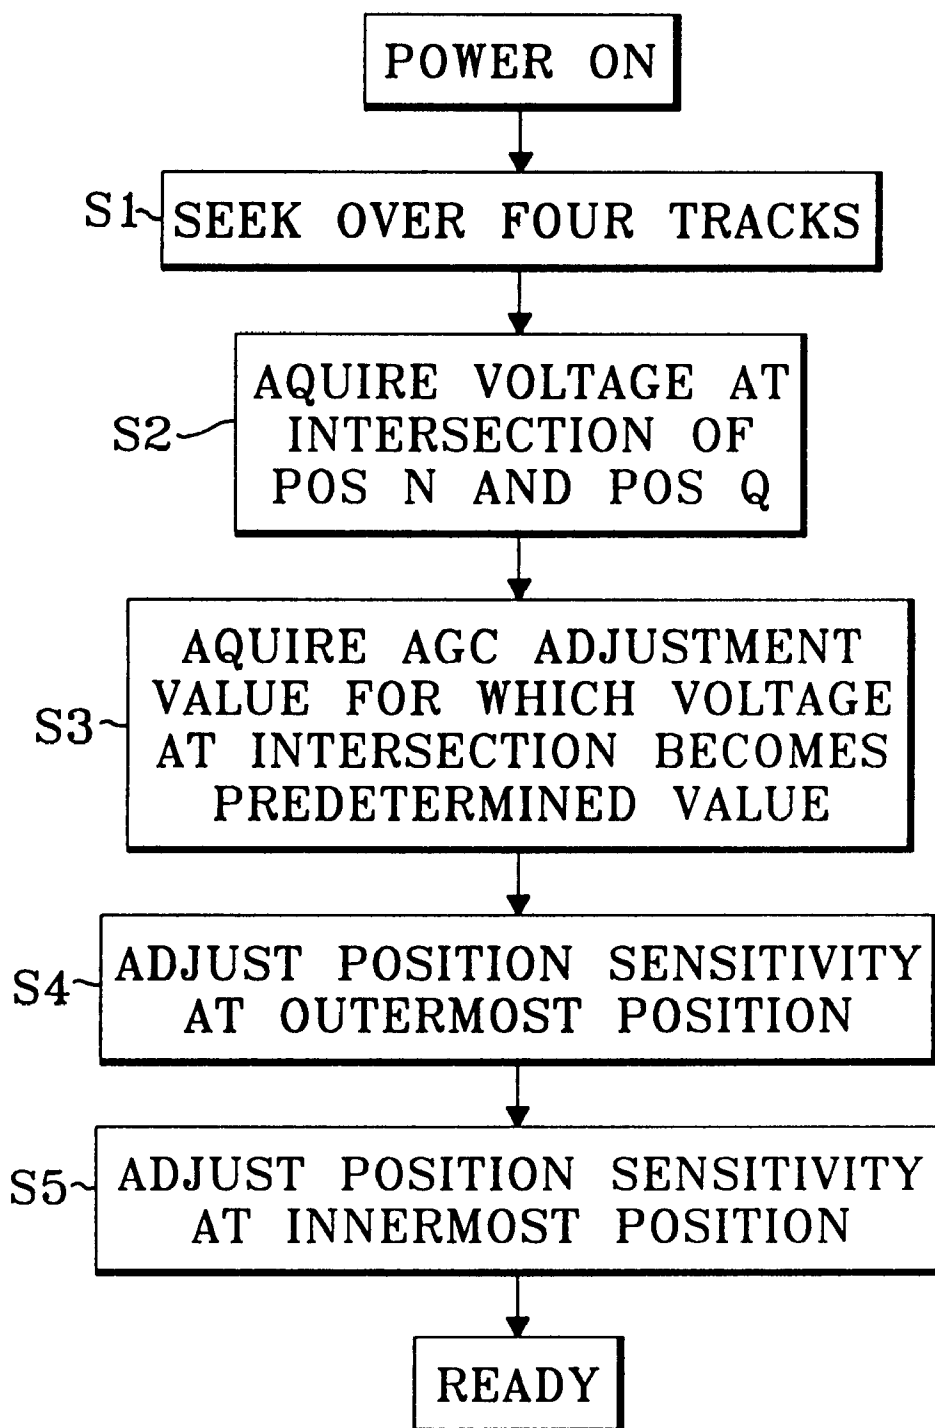 POWER ON
S1
SEEK OVER FOUR TRACKS
S2
AQUIRE VOLTAGE AT
INTERSECTION OF
POS N AND POS Q
S3
AQUIRE AGC ADJUSTMENT
VALUE FOR WHICH VOLTAGE
AT INTERSECTION BECOMES
PREDETERMINED VALUE
S4
ADJUST POSITION SENSITIVITY
AT OUTERMOST POSITION
S5
ADJUST POSITION SENSITIVITY
AT INNERMOST POSITION
READY